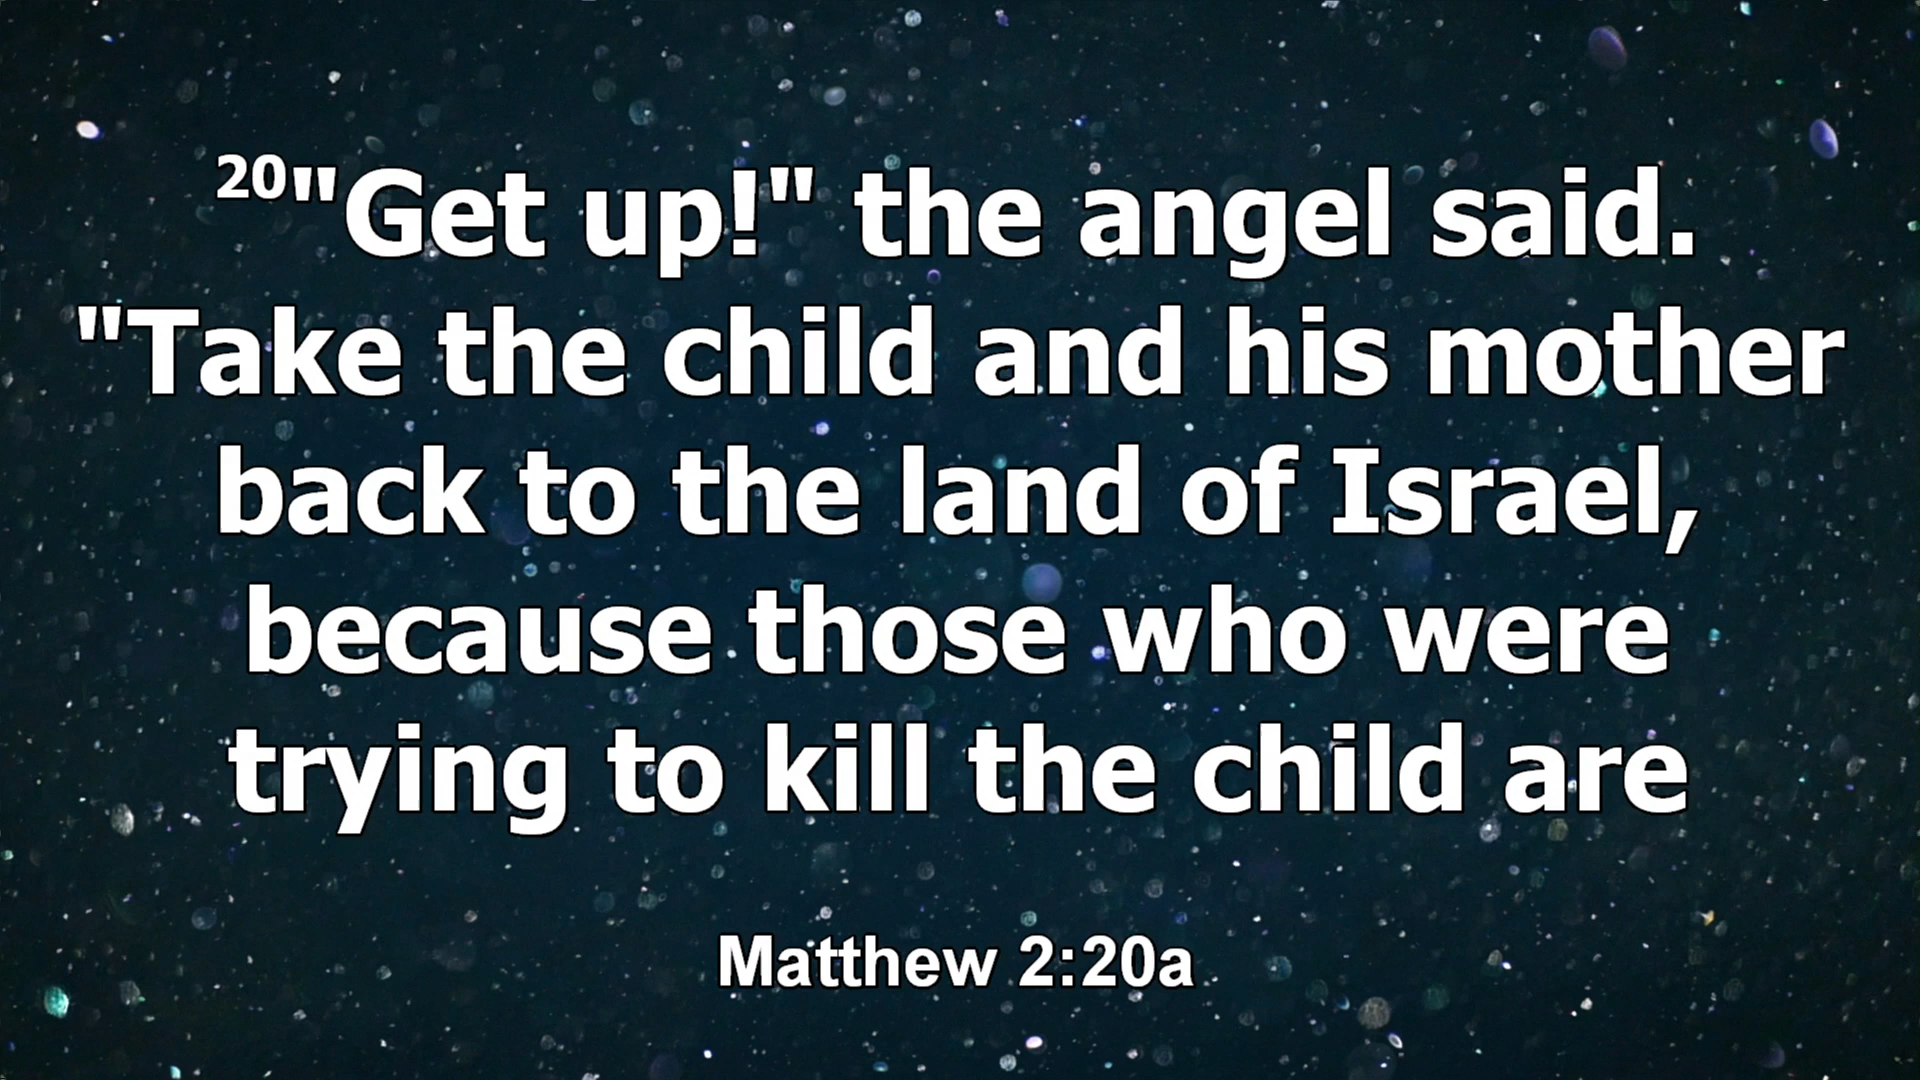 20"Get up!" the angel said.
"Take the child and his mother
back to the land of Israel,
because those who were
trying to kill the child are
Matthew 2:20a